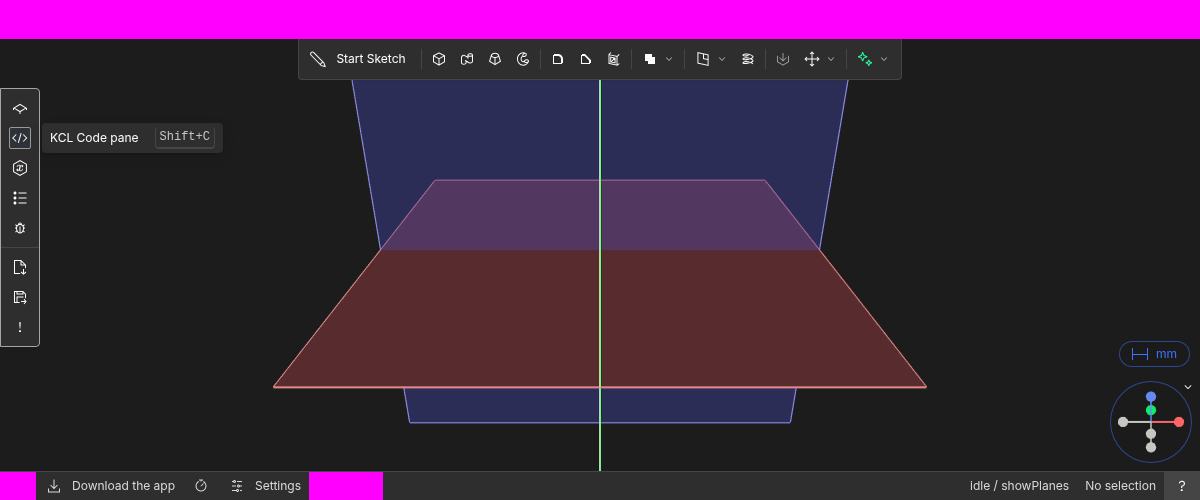 Start Sketch
KCL Code pane Shift+C
mm
Download the app
Settings
idle / showPlanes
No selection
?